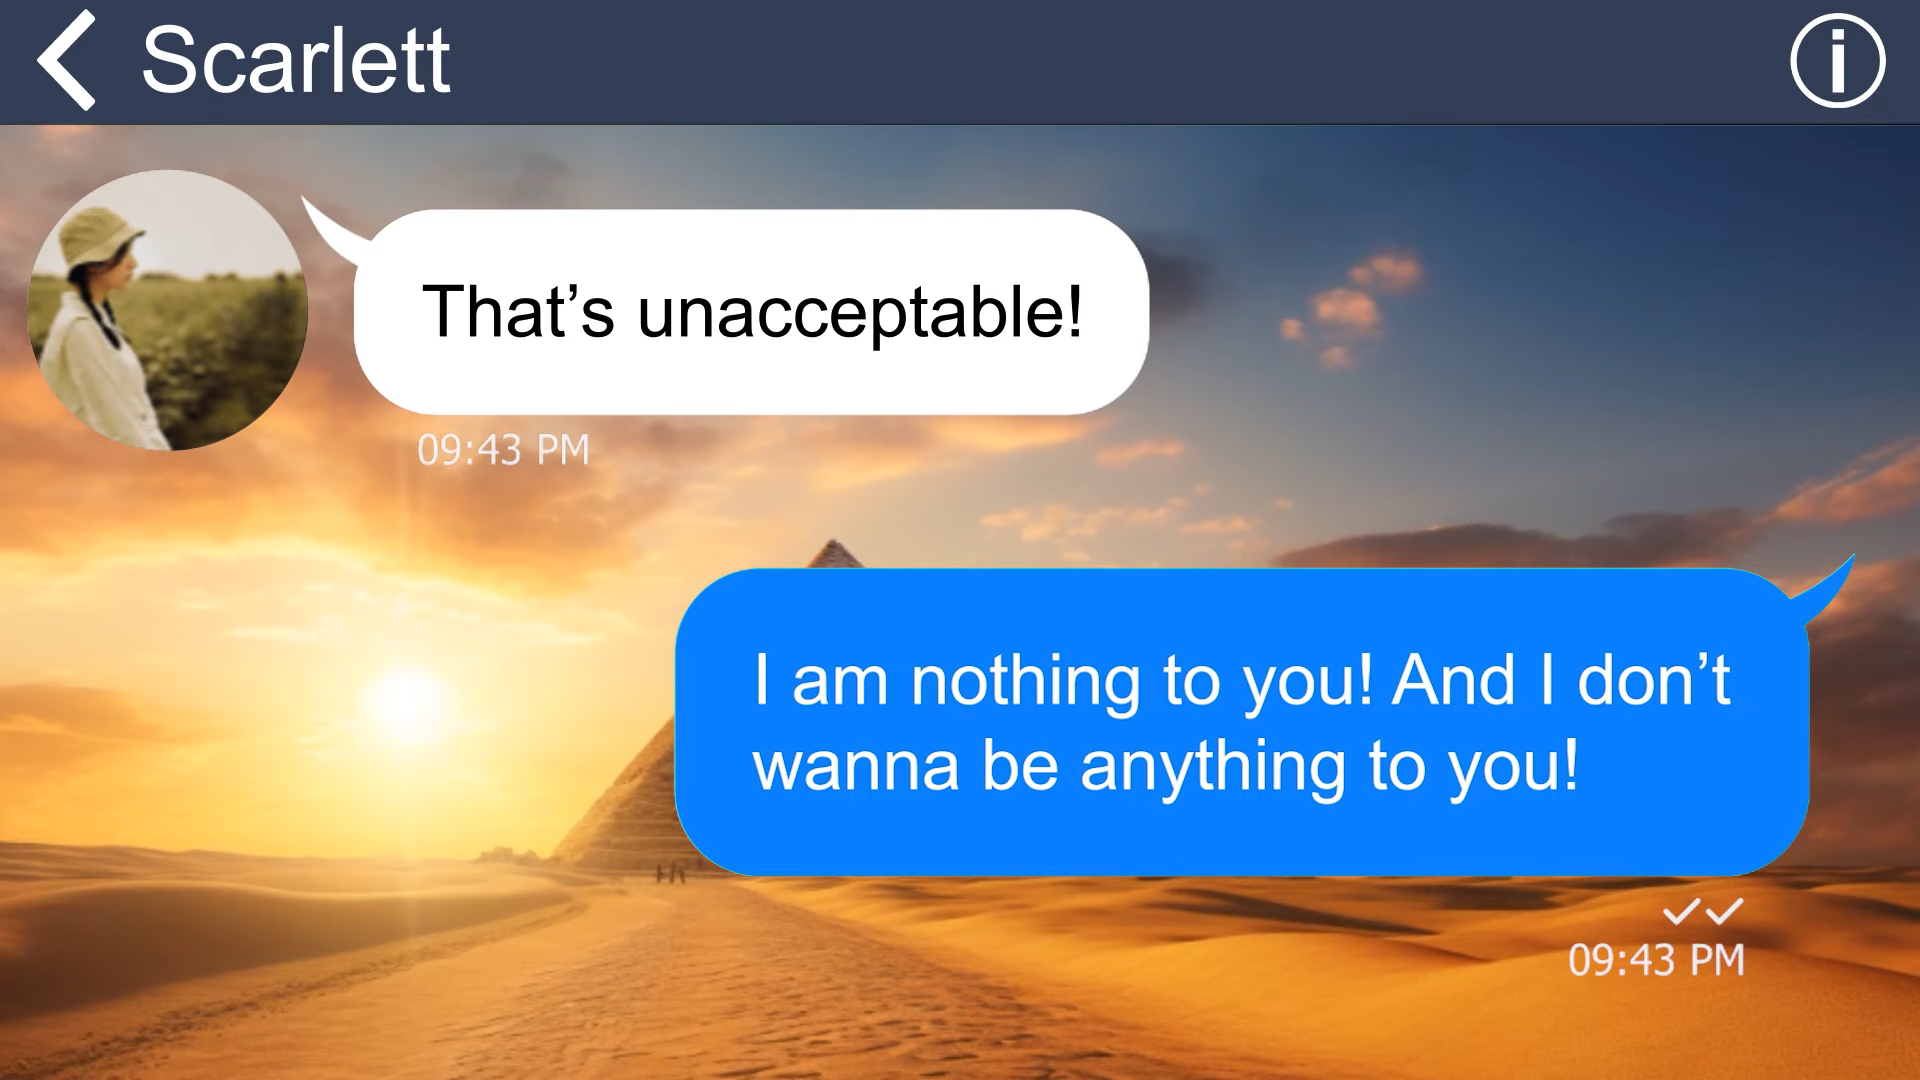 Scarlett
That’s unacceptable!
09:43 PM
I am nothing to you! And I don’t
wanna be anything to you!
09:43 PM